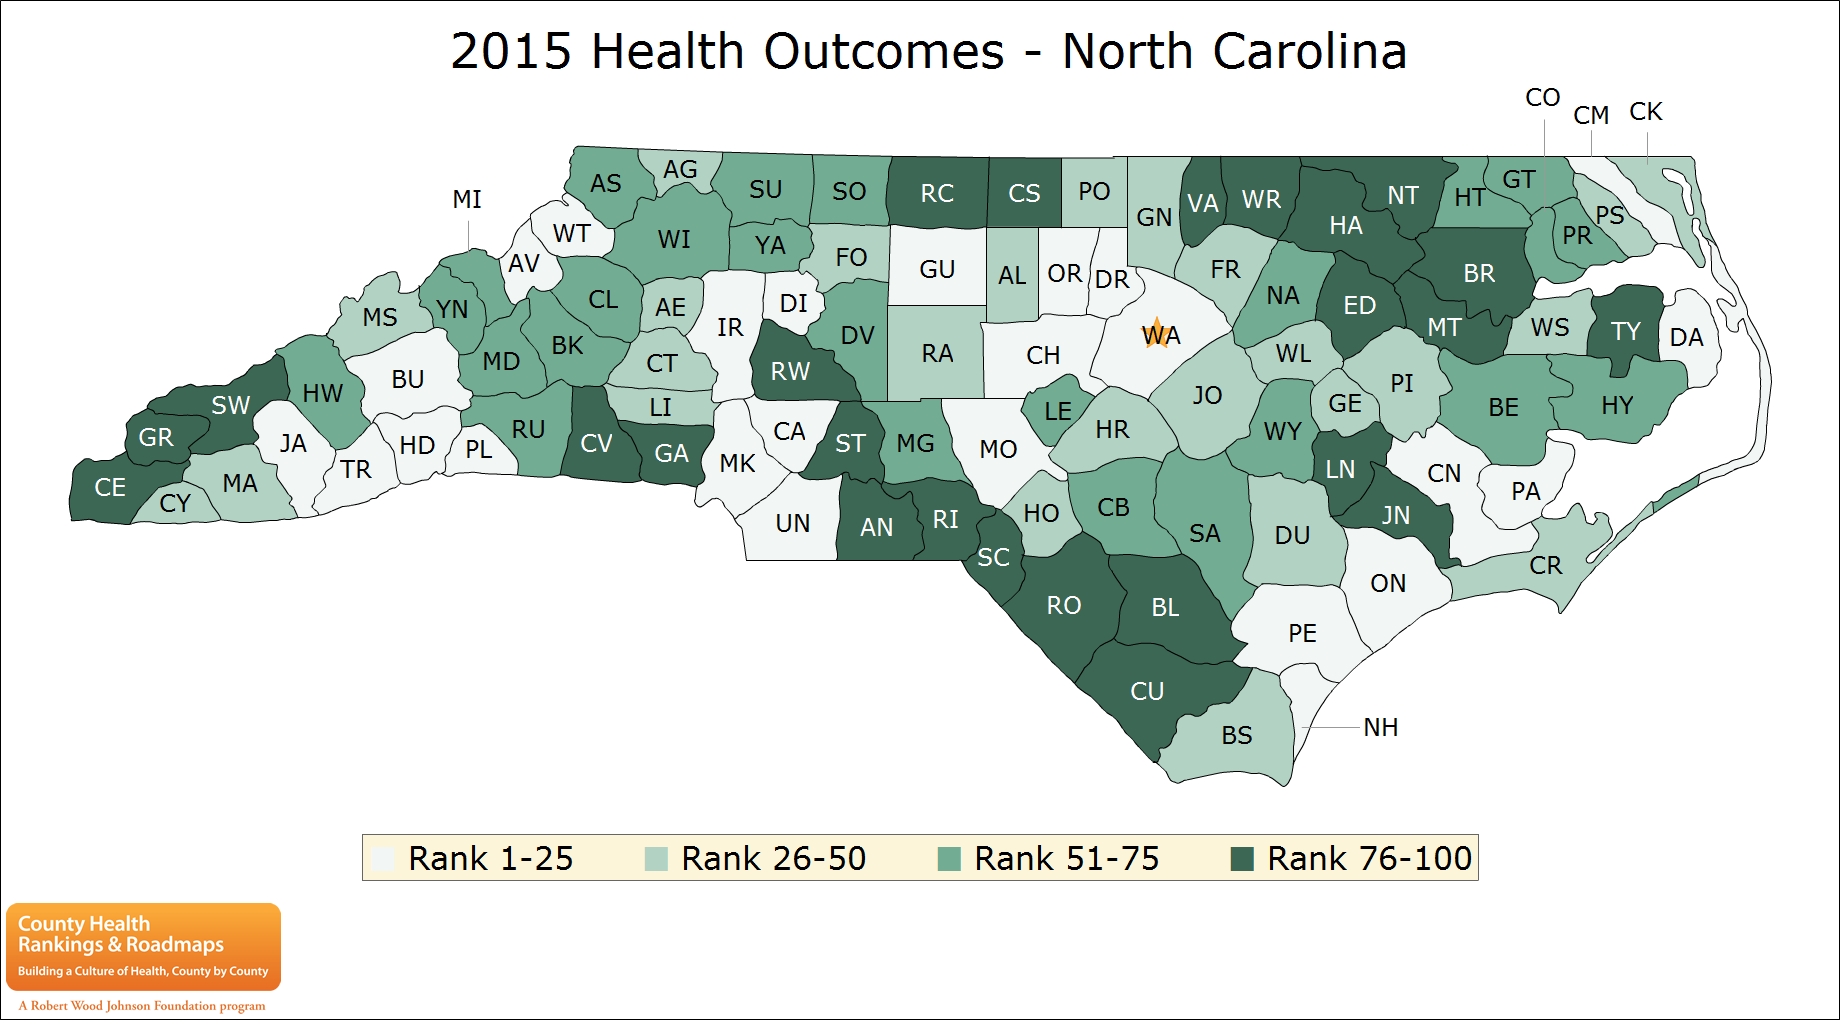 2015 Health Outcomes - North Carolina
CO
CM
CK
MI
AS
AG
SU
SO
RC
CS
PO
GN
VA
WR
HA
NT
HT
GT
PS
PR
WT
AV
WI
YA
FO
GU
AL
OR
DR
FR
NA
ED
BR
MS
YN
CL
AE
IR
DI
DV
RA
CH
WA
WL
MT
WS
TY
DA
BU
MD
BK
CT
RW
JO
PI
SW
HW
LI
LE
GE
BE
HY
GR
JA
HD
PL
RU
CV
GA
CA
ST
MG
MO
HR
WY
CE
CY
MA
TR
MK
LN
CN
PA
UN
AN
RI
HO
CB
SA
DU
JN
SC
CR
RO
BL
ON
PE
CU
BS
NH
Rank 1-25
Rank 26-50
Rank 51-75
Rank 76-100
County Health
Rankings & Roadmaps
Building a Culture of Health, County by County
A Robert Wood Johnson Foundation program